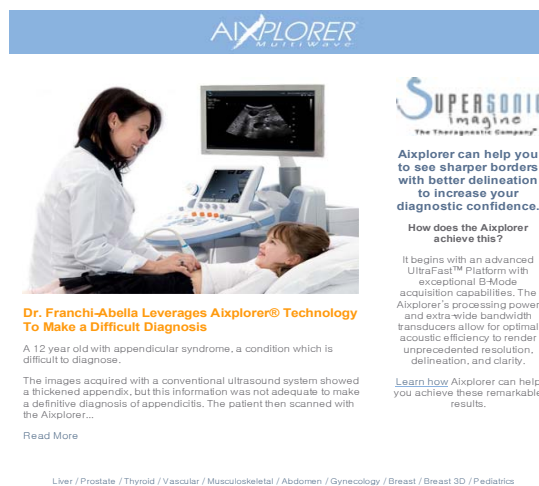 AIXPLORER
MultiWave
SUPERSONIC
imagine
The Theragnostic Company™
Aixplorer can help you
to see sharper borders
with better delineation
to increase your
diagnostic confidence.
How does the Aixplorer
achieve this?
It begins with an advanced
UltraFast™ Platform with
exceptional B-Mode
acquisition capabilities. The
Aixplorer's processing power
and extra-wide bandwidth
transducers allow for optimal
acoustic efficiency to render
unprecedented resolution,
delineation, and clarity.
Learn how Aixplorer can help
you achieve these remarkable
results.
Dr. Franchi-Abella Leverages Aixplorer® Technology
To Make a Difficult Diagnosis
A 12 year old with appendicular syndrome, a condition which is
difficult to diagnose.
The images acquired with a conventional ultrasound system showed
a thickened appendix, but this information was not adequate to make
a definitive diagnosis of appendicitis. The patient then scanned with
the Aixplorer...
Read More
Liver / Prostate / Thyroid / Vascular / Musculoskeletal / Abdomen / Gynecology / Breast / Breast 3D / Pediatrics